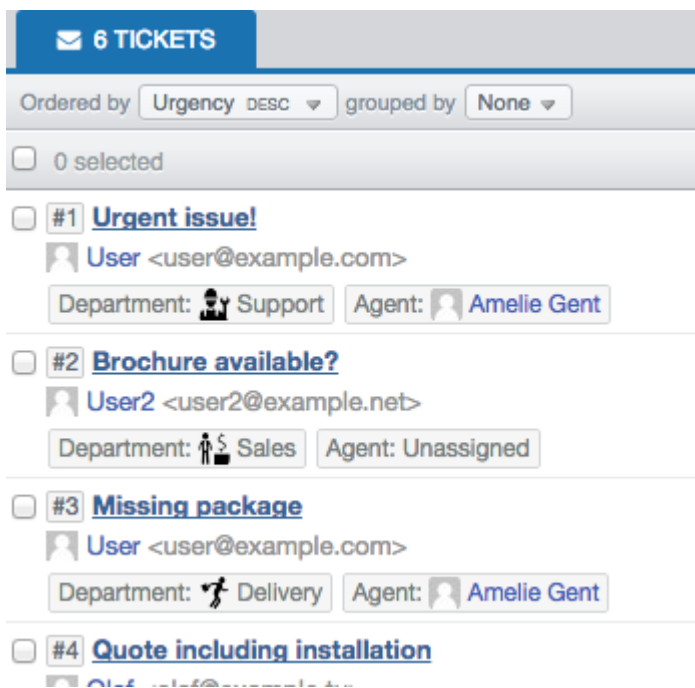 6 TICKETS
Ordered by Urgency DESC grouped by None
0 selected
#1 Urgent issue!
User <user@example.com>
Department: Support Agent: Amelie Gent
#2 Brochure available?
User2 <user2@example.net>
Department: Sales Agent: Unassigned
#3 Missing package
User <user@example.com>
Department: Delivery Agent: Amelie Gent
#4 Quote including installation